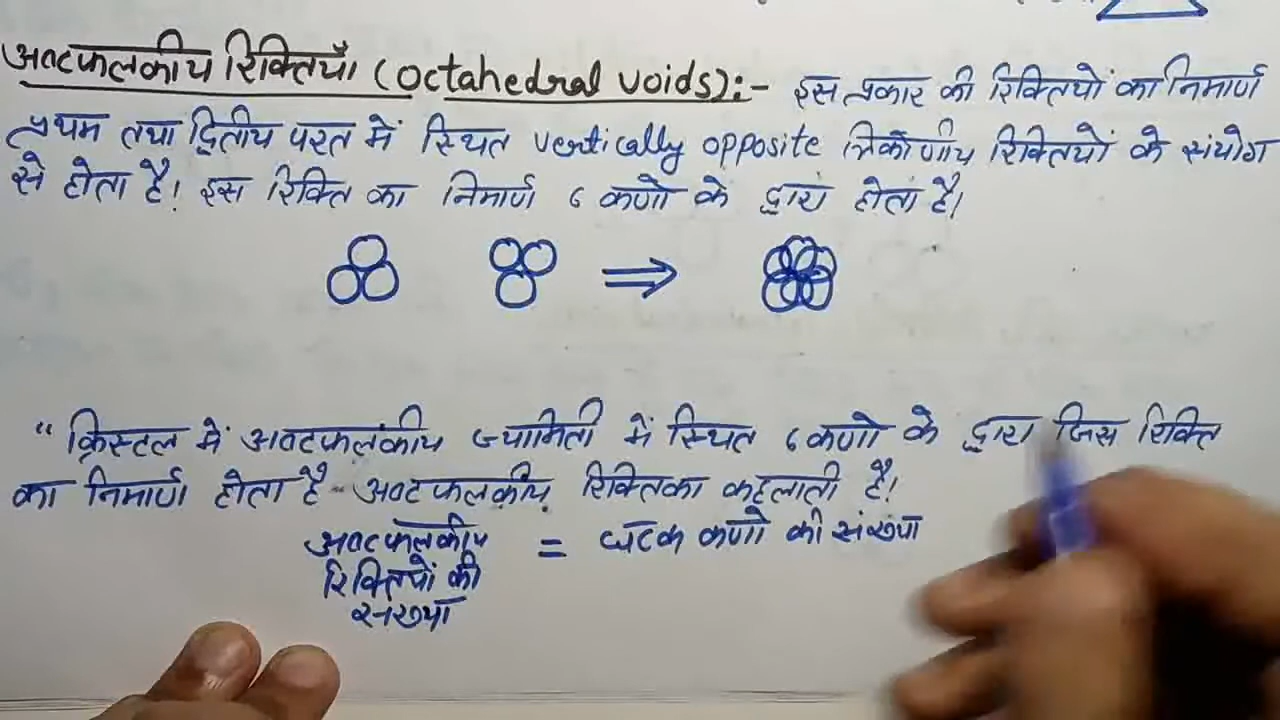 अष्टफलकीय रिक्तियाँ (octahedral voids):- इस प्रकार की रिक्तियों का निमार्ण
प्रथम तथा द्वितीय परत में स्थित vertically opposite त्रिकोणीय रिक्तियों के संयोग
से होता है। इस रिक्ति का निमार्ण 6 कणो के द्वारा होता है।
"क्रिस्टल में अष्टफलकीय ज्यामिती में स्थित 6 कणो के द्वारा जिस रिक्ति
का निमार्ण होता है अष्टफलकीय रिक्तिका कहलाती है।
अष्टफलकीय = घटक कणो की संख्या
रिक्तियों की
संख्या